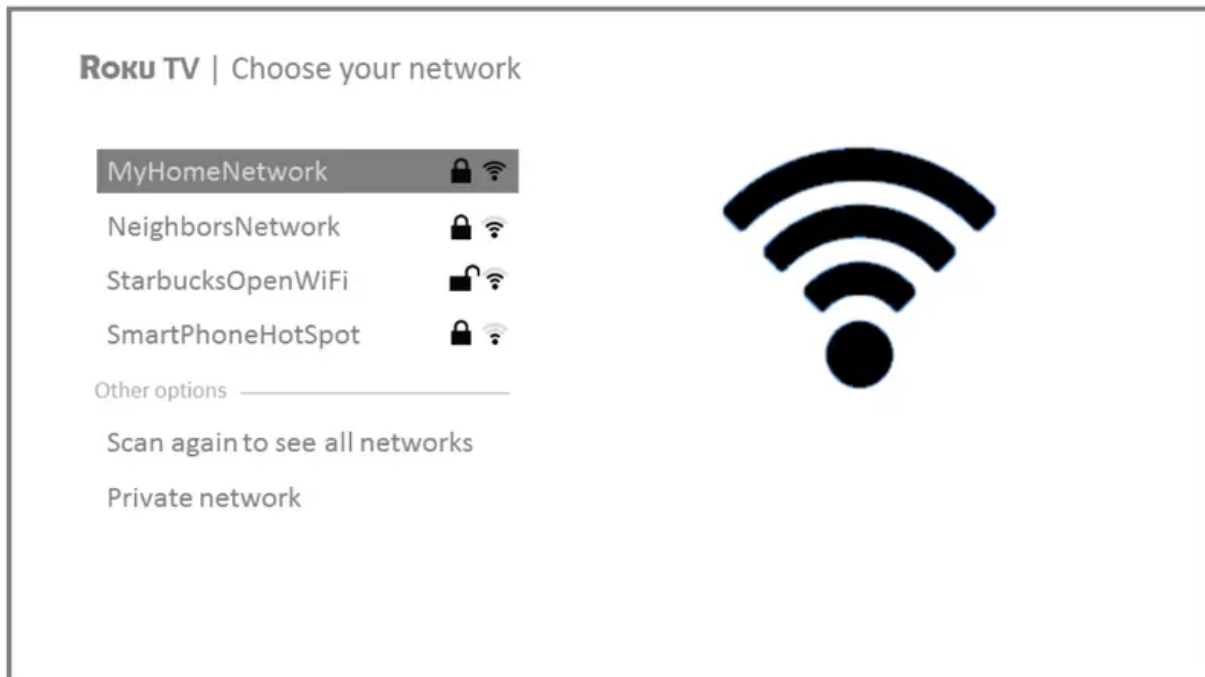 Roku TV | Choose your network
MyHomeNetwork
NeighborsNetwork
StarbucksOpenWiFi
SmartPhoneHotSpot
Other options
Scan again to see all networks
Private network